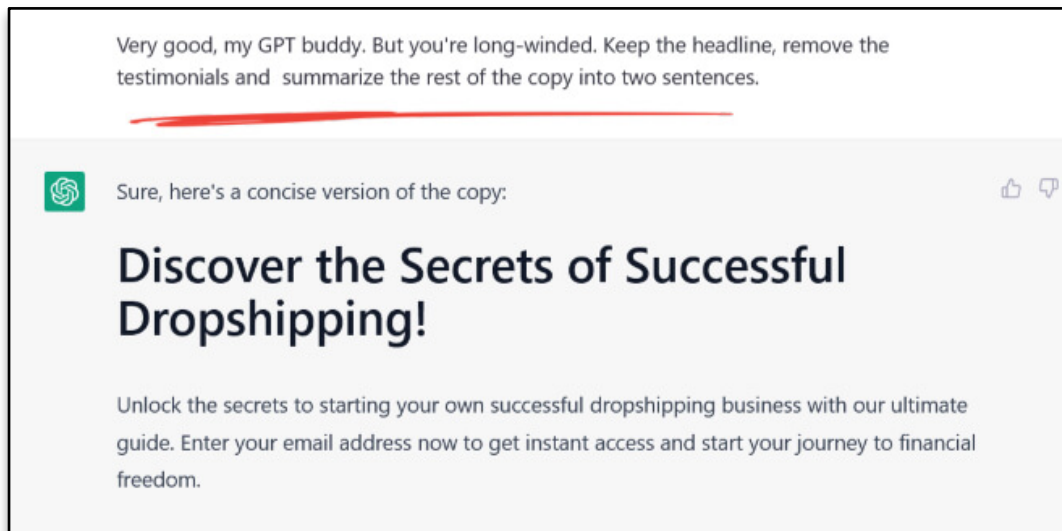 Very good, my GPT buddy. But you're long-winded. Keep the headline, remove the
testimonials and  summarize the rest of the copy into two sentences.
Sure, here's a concise version of the copy:
Discover the Secrets of Successful
Dropshipping!
Unlock the secrets to starting your own successful dropshipping business with our ultimate
guide. Enter your email address now to get instant access and start your journey to financial
freedom.